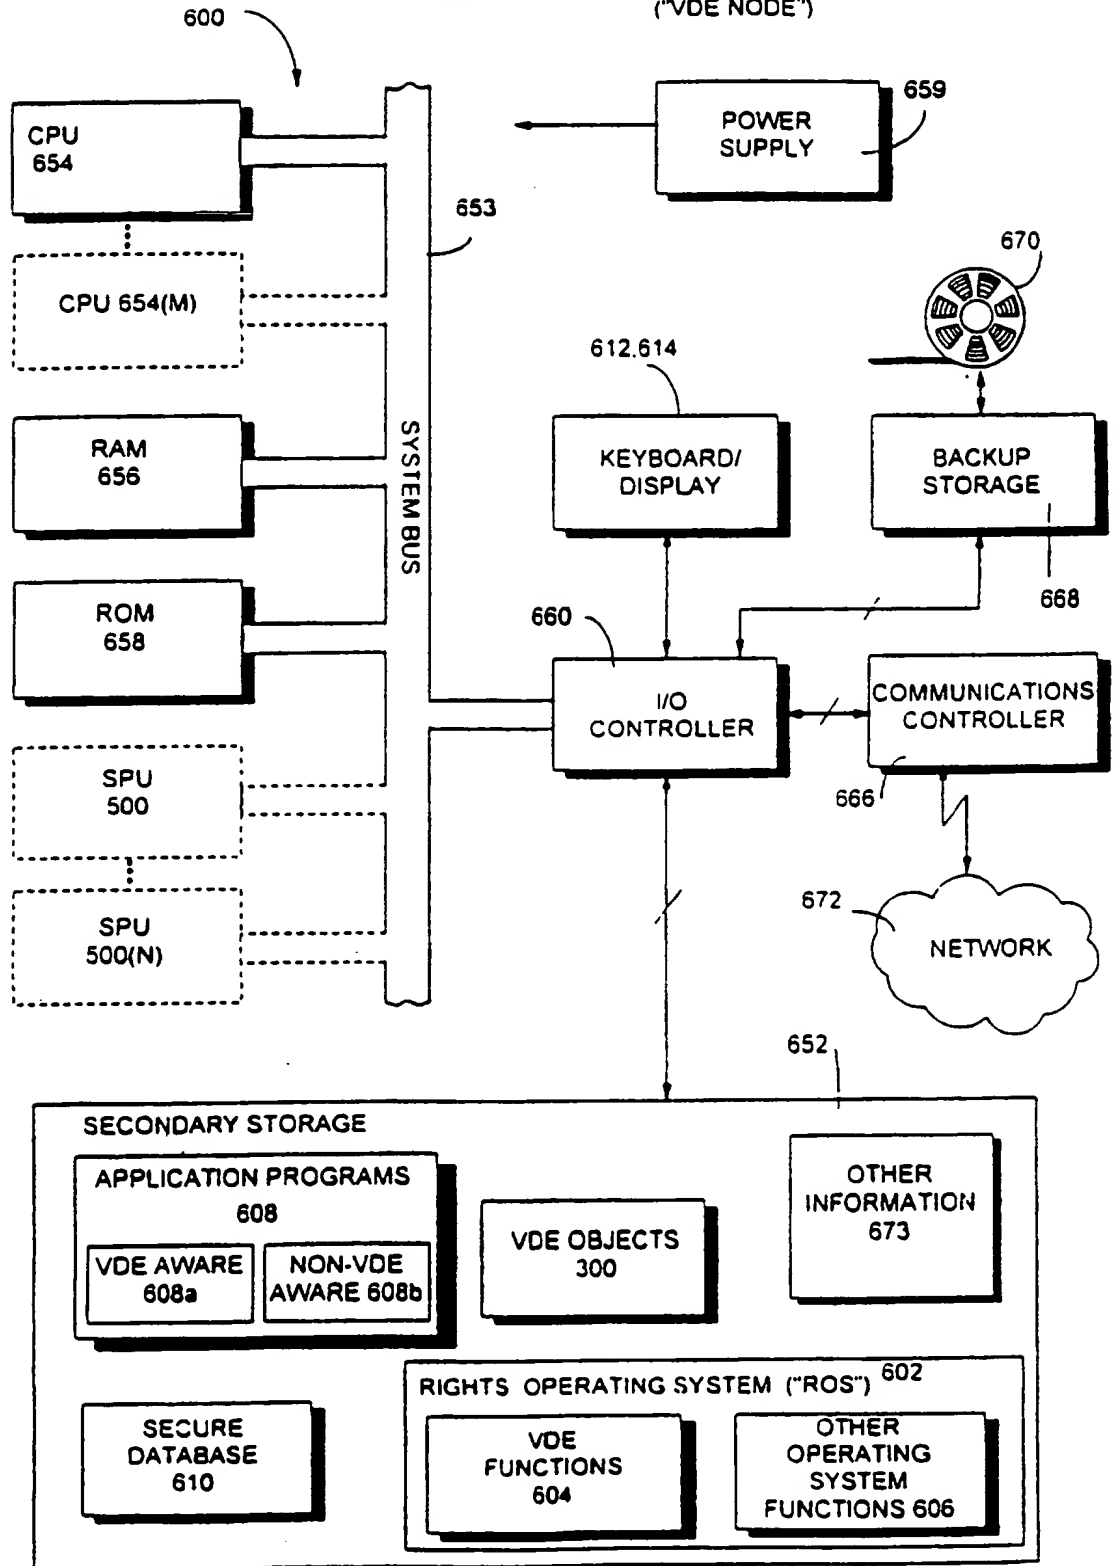 ("VDE NODE")
600
CPU
654
POWER
SUPPLY
659
653
CPU 654(M)
670
612,614
SYSTEM BUS
RAM
656
KEYBOARD/
DISPLAY
BACKUP
STORAGE
668
ROM
658
660
I/O
CONTROLLER
COMMUNICATIONS
CONTROLLER
666
SPU
500
SPU
500(N)
672
NETWORK
652
SECONDARY STORAGE
APPLICATION PROGRAMS
608
VDE AWARE
608a
NON-VDE
AWARE 608b
VDE OBJECTS
300
OTHER
INFORMATION
673
SECURE
DATABASE
610
RIGHTS OPERATING SYSTEM ("ROS") 602
VDE
FUNCTIONS
604
OTHER
OPERATING
SYSTEM
FUNCTIONS 606